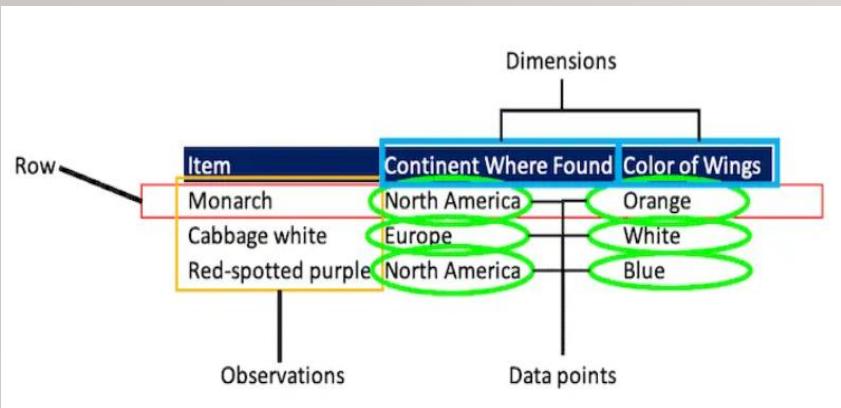 Dimensions
Row
Item Continent Where Found Color of Wings
Monarch North America Orange
Cabbage white Europe White
Red-spotted purple North America Blue
Observations Data points